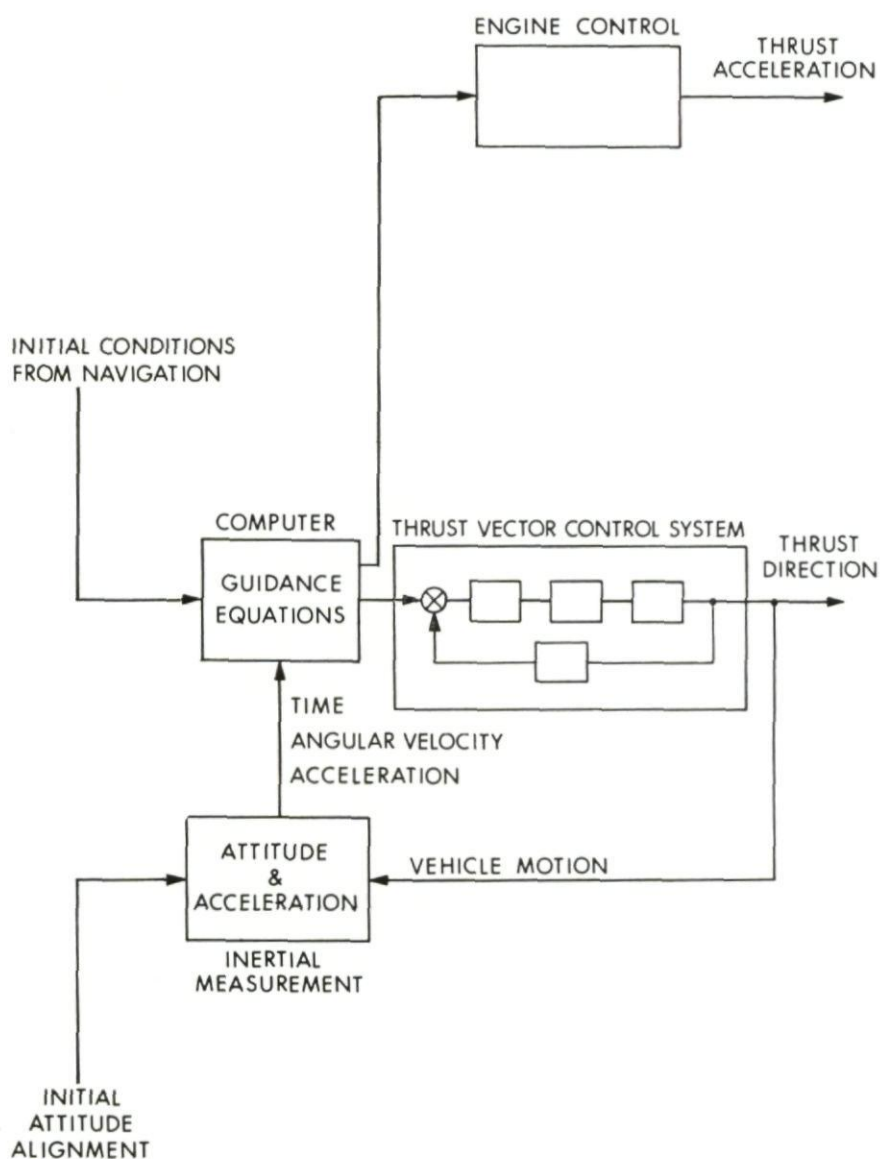 ENGINE CONTROL
THRUST
ACCELERATION
INITIAL CONDITIONS
FROM NAVIGATION
COMPUTER
GUIDANCE
EQUATIONS
THRUST VECTOR CONTROL SYSTEM
THRUST
DIRECTION
TIME
ANGULAR VELOCITY
ACCELERATION
ATTITUDE
&
ACCELERATION
VEHICLE MOTION
INERTIAL
MEASUREMENT
INITIAL
ATTITUDE
ALIGNMENT